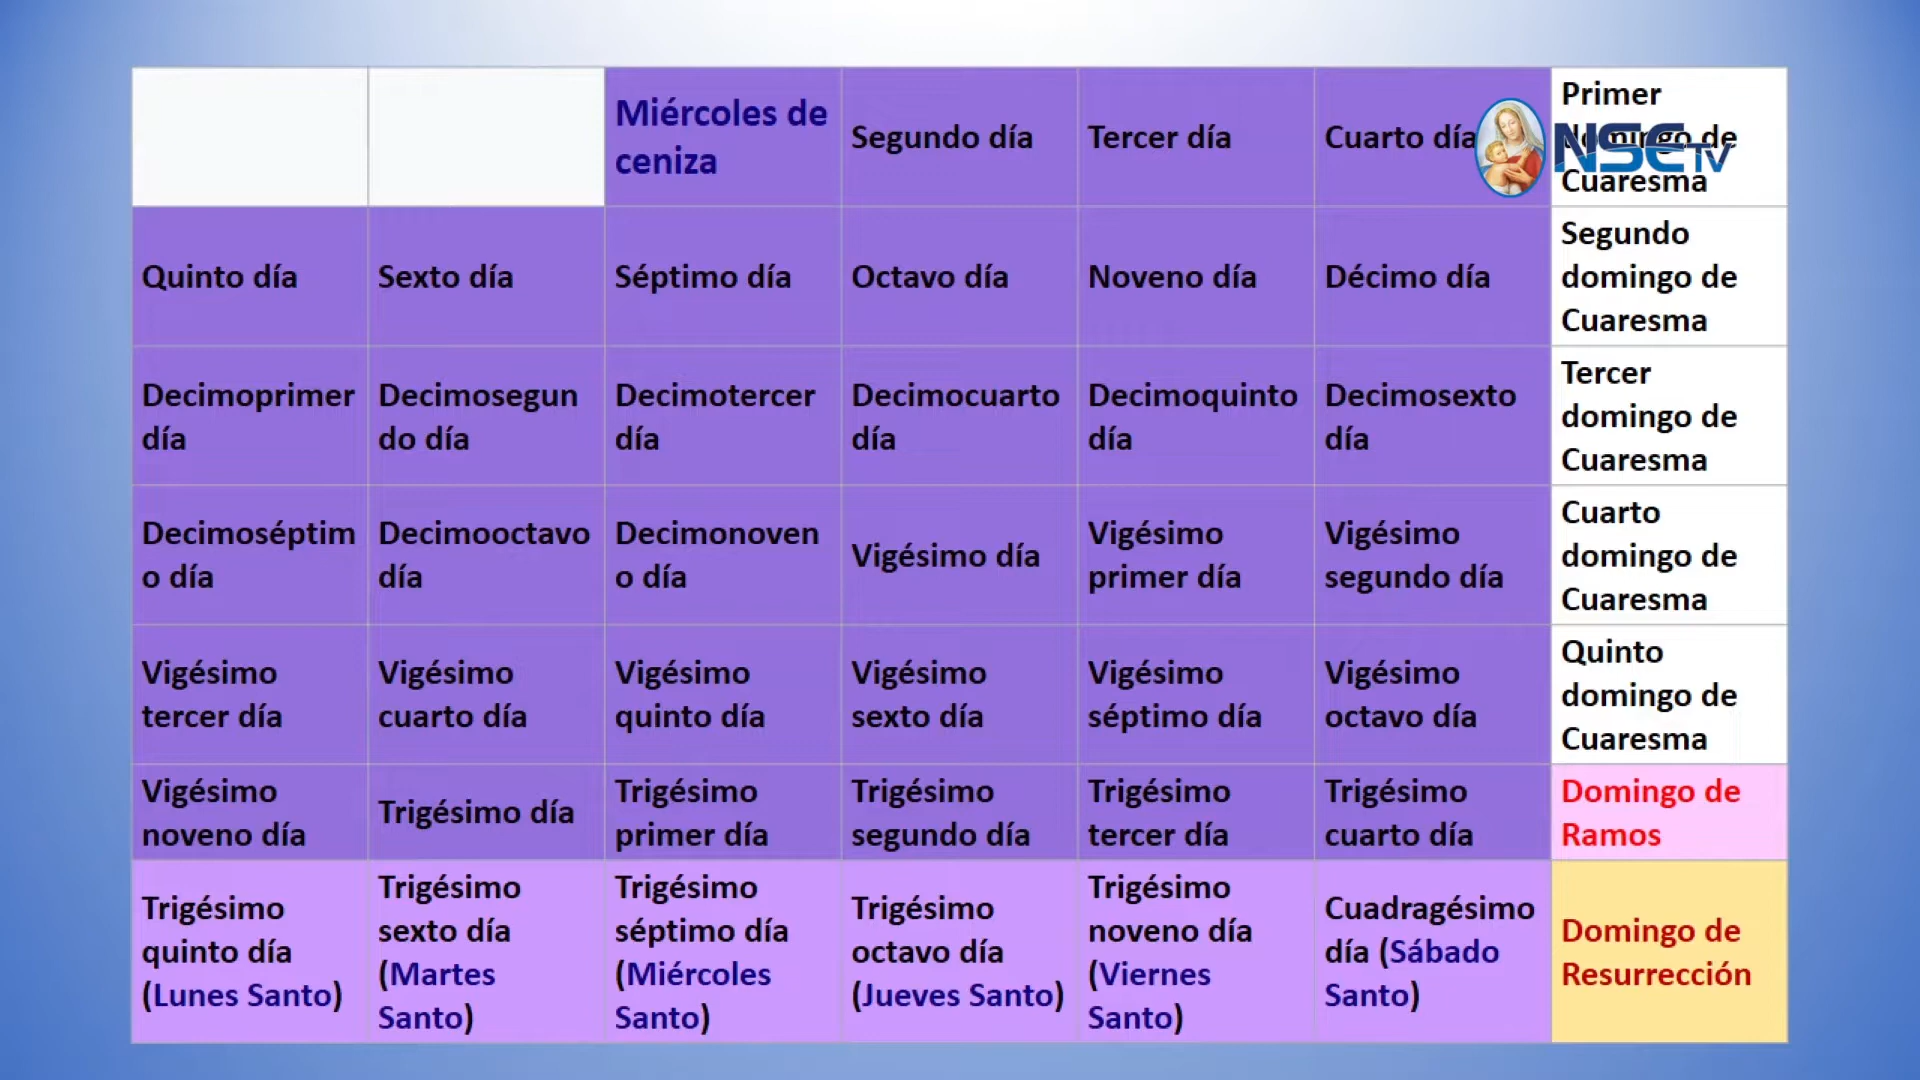 Miércoles de
ceniza
Segundo día
Tercer día
Cuarto día
Primer
domingo de
Cuaresma
NSE TV
Quinto día
Sexto día
Séptimo día
Octavo día
Noveno día
Décimo día
Segundo
domingo de
Cuaresma
Decimoprimer
día
Decimosegun
do día
Decimotercer
día
Decimocuarto
día
Decimoquinto
día
Decimosexto
día
Tercer
domingo de
Cuaresma
Decimoséptim
o día
Decimooctavo
día
Decimonoven
o día
Vigésimo día
Vigésimo
primer día
Vigésimo
segundo día
Cuarto
domingo de
Cuaresma
Vigésimo
tercer día
Vigésimo
cuarto día
Vigésimo
quinto día
Vigésimo
sexto día
Vigésimo
séptimo día
Vigésimo
octavo día
Quinto
domingo de
Cuaresma
Vigésimo
noveno día
Trigésimo día
Trigésimo
primer día
Trigésimo
segundo día
Trigésimo
tercer día
Trigésimo
cuarto día
Domingo de
Ramos
Trigésimo
quinto día
(Lunes Santo)
Trigésimo
sexto día
(Martes
Santo)
Trigésimo
séptimo día
(Miércoles
Santo)
Trigésimo
octavo día
(Jueves Santo)
Trigésimo
noveno día
(Viernes
Santo)
Cuadragésimo
día (Sábado
Santo)
Domingo de
Resurrección